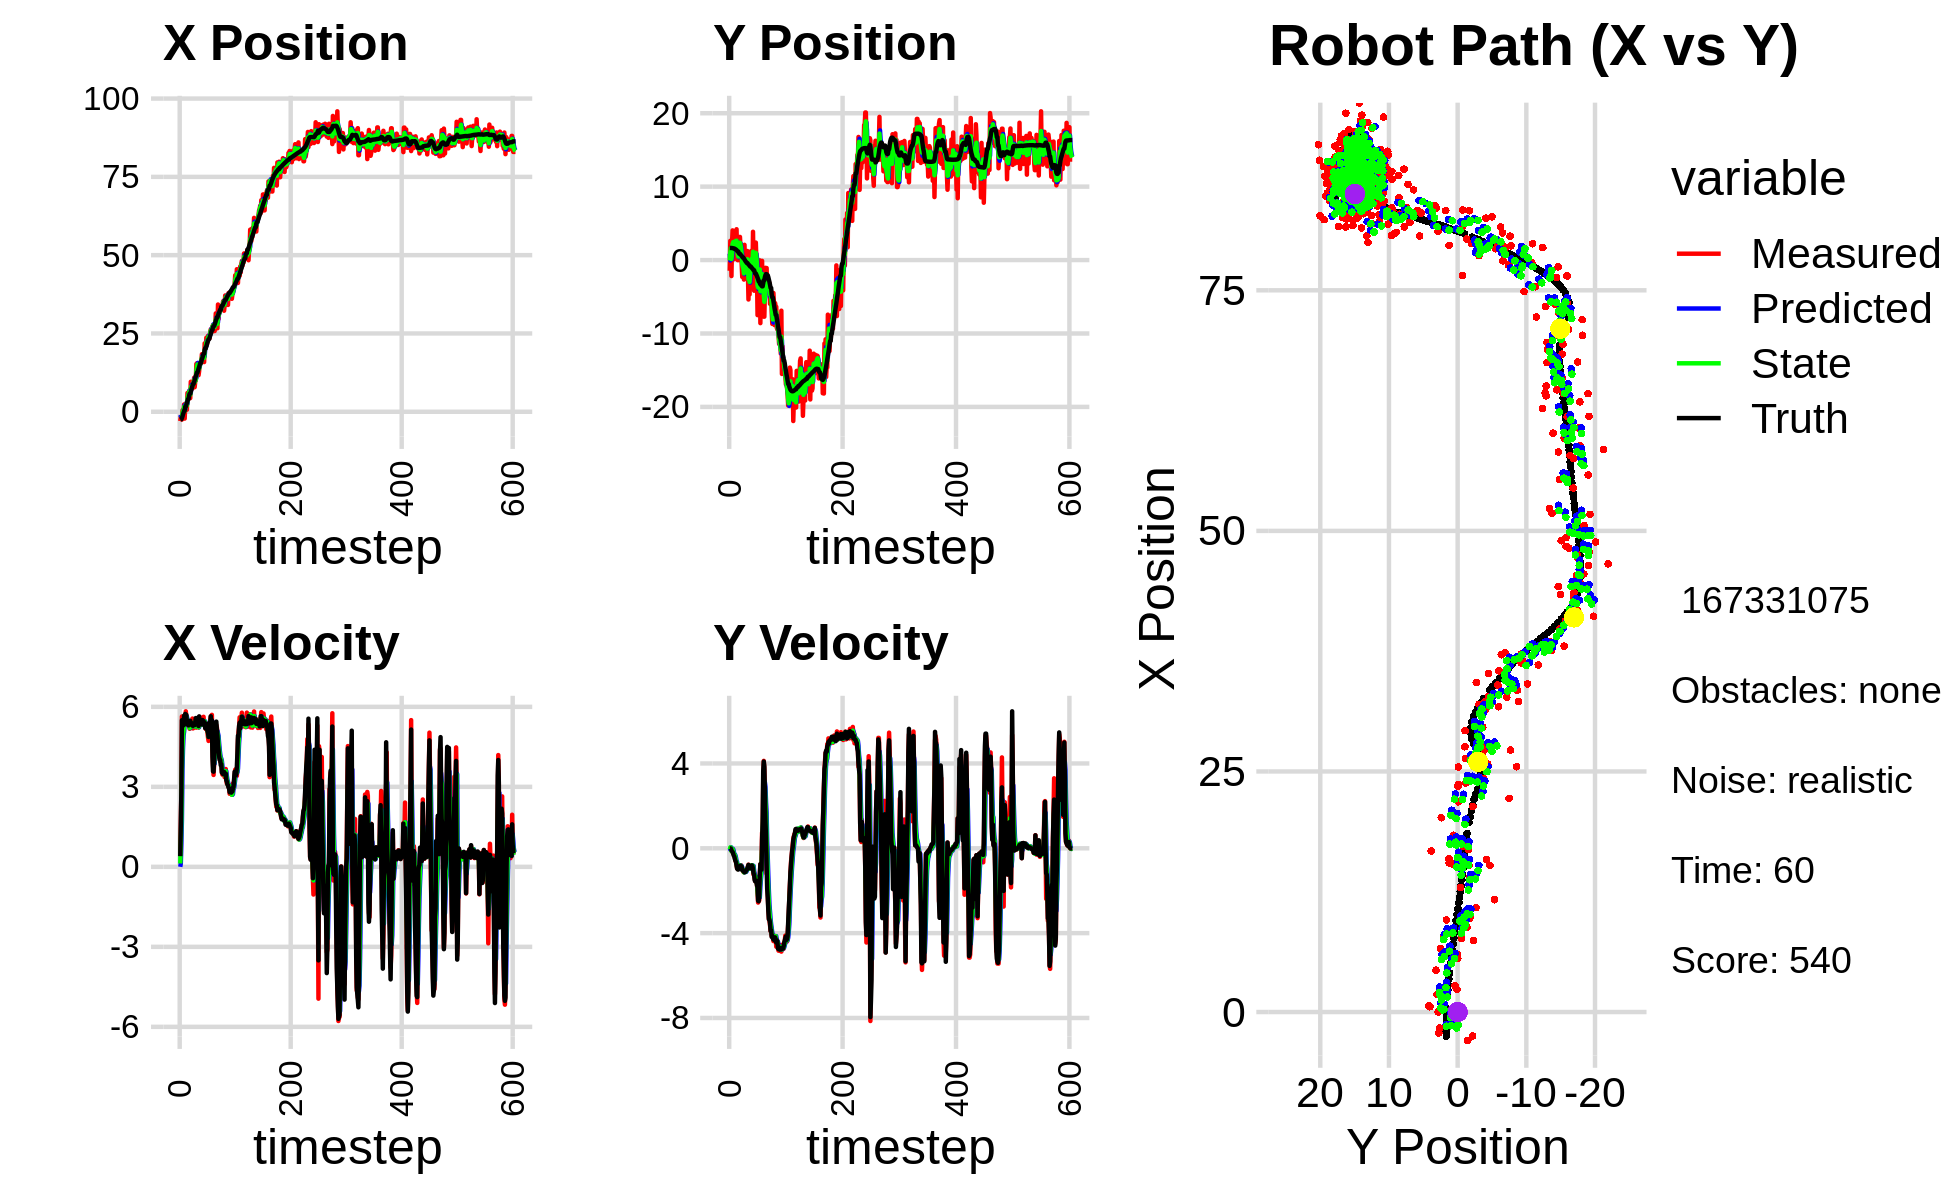 X Position
100
75
50
25
0
0
200
400
600
timestep
Y Position
20
10
0
-10
-20
0
200
400
600
timestep
X Velocity
6
3
0
-3
-6
0
200
400
600
timestep
Y Velocity
4
0
-4
-8
0
200
400
600
timestep
Robot Path (X vs Y)
X Position
75
50
25
0
20 10 0 -10 -20
Y Position
variable
Measured
Predicted
State
Truth
167331075
Obstacles: none
Noise: realistic
Time: 60
Score: 540